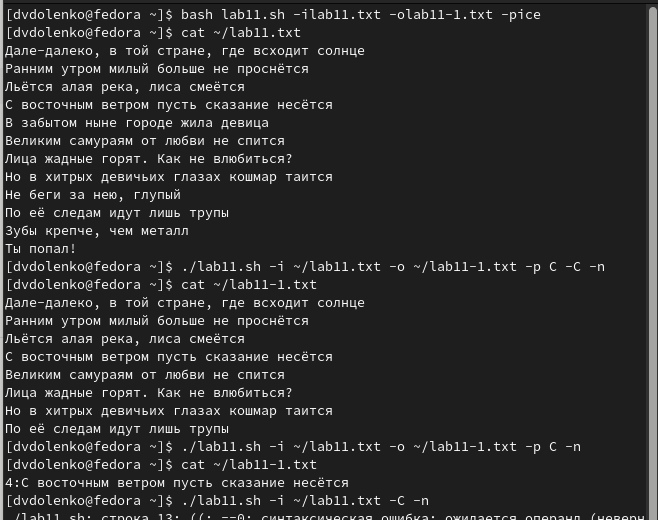 [dvdolenko@fedora ~]$ bash lab11.sh -ilab11.txt -olab11-1.txt -pice
[dvdolenko@fedora ~]$ cat ~/lab11.txt
Дале-далеко, в той стране, где всходит солнце
Ранним утром милый больше не проснётся
Льётся алая река, лиса смеётся
С восточным ветром пусть сказание несётся
В забытом ныне городе жила девица
Великим самураям от любви не спится
Лица жадные горят. Как не влюбиться?
Но в хитрых девичьих глазах кошмар таится
Не беги за нею, глупый
По её следам идут лишь трупы
Зубы крепче, чем металл
Ты попал!
[dvdolenko@fedora ~]$ ./lab11.sh -i ~/lab11.txt -o ~/lab11-1.txt -p С -C -n
[dvdolenko@fedora ~]$ cat ~/lab11-1.txt
Дале-далеко, в той стране, где всходит солнце
Ранним утром милый больше не проснётся
Льётся алая река, лиса смеётся
С восточным ветром пусть сказание несётся
Великим самураям от любви не спится
Лица жадные горят. Как не влюбиться?
Но в хитрых девичьих глазах кошмар таится
По её следам идут лишь трупы
[dvdolenko@fedora ~]$ ./lab11.sh -i ~/lab11.txt -o ~/lab11-1.txt -p С -n
[dvdolenko@fedora ~]$ cat ~/lab11-1.txt
4:С восточным ветром пусть сказание несётся
[dvdolenko@fedora ~]$ ./lab11.sh -i ~/lab11.txt -C -n
./lab11.sh: строка 13: ((: ==0: синтаксическая ошибка: ожидается операнд (неверн